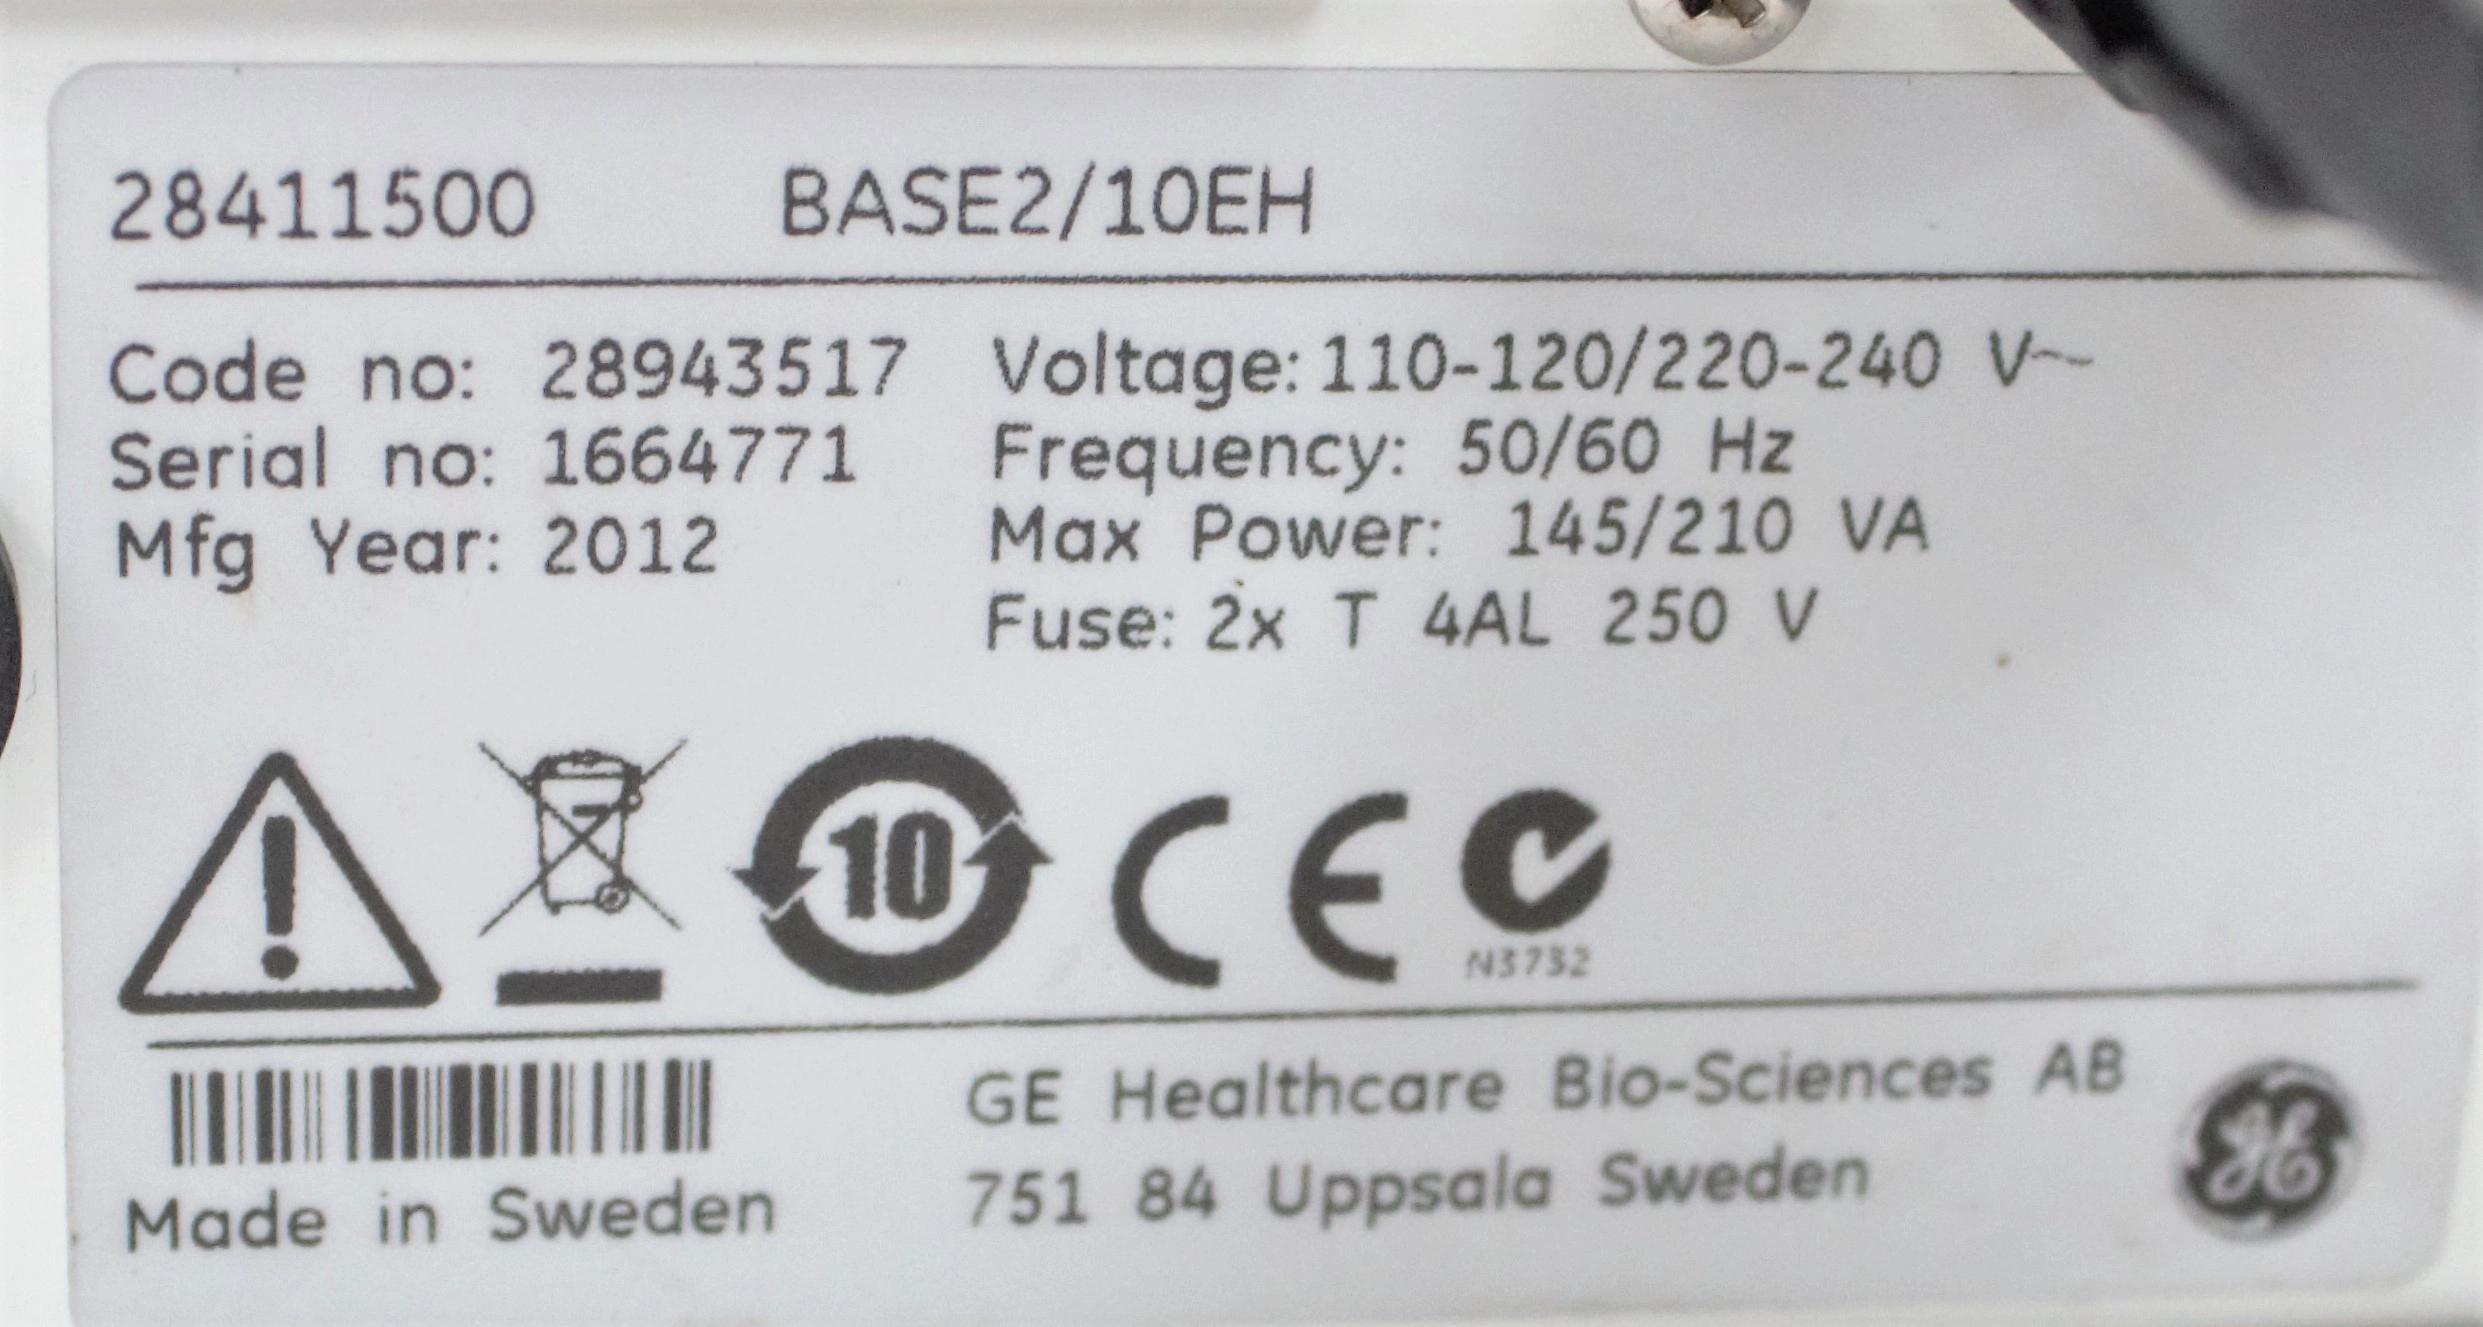 28411500 BASE2/10EH
Code no: 28943517
Serial no: 1664771
Mfg Year: 2012
Voltage: 110-120/220-240 V~
Frequency: 50/60 Hz
Max Power: 145/210 VA
Fuse: 2x T 4AL 250 V
10
CE
N3732
Made in Sweden
GE Healthcare Bio-Sciences AB
751 84 Uppsala Sweden
GE